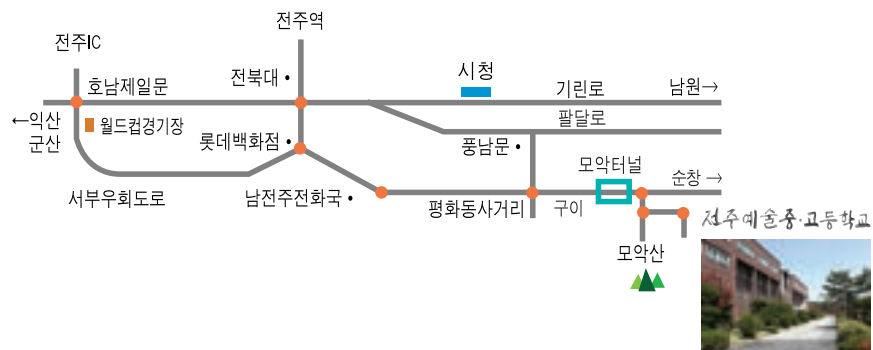 전주역
전주IC
호남제일문
전북대
시청
기린로
남원→
←익산
군산
월드컵경기장
롯데백화점
팔달로
풍남문
모악터널
순창 →
서부우회도로
남전주전화국
평화동사거리
구이
전주예술중·고등학교
모악산